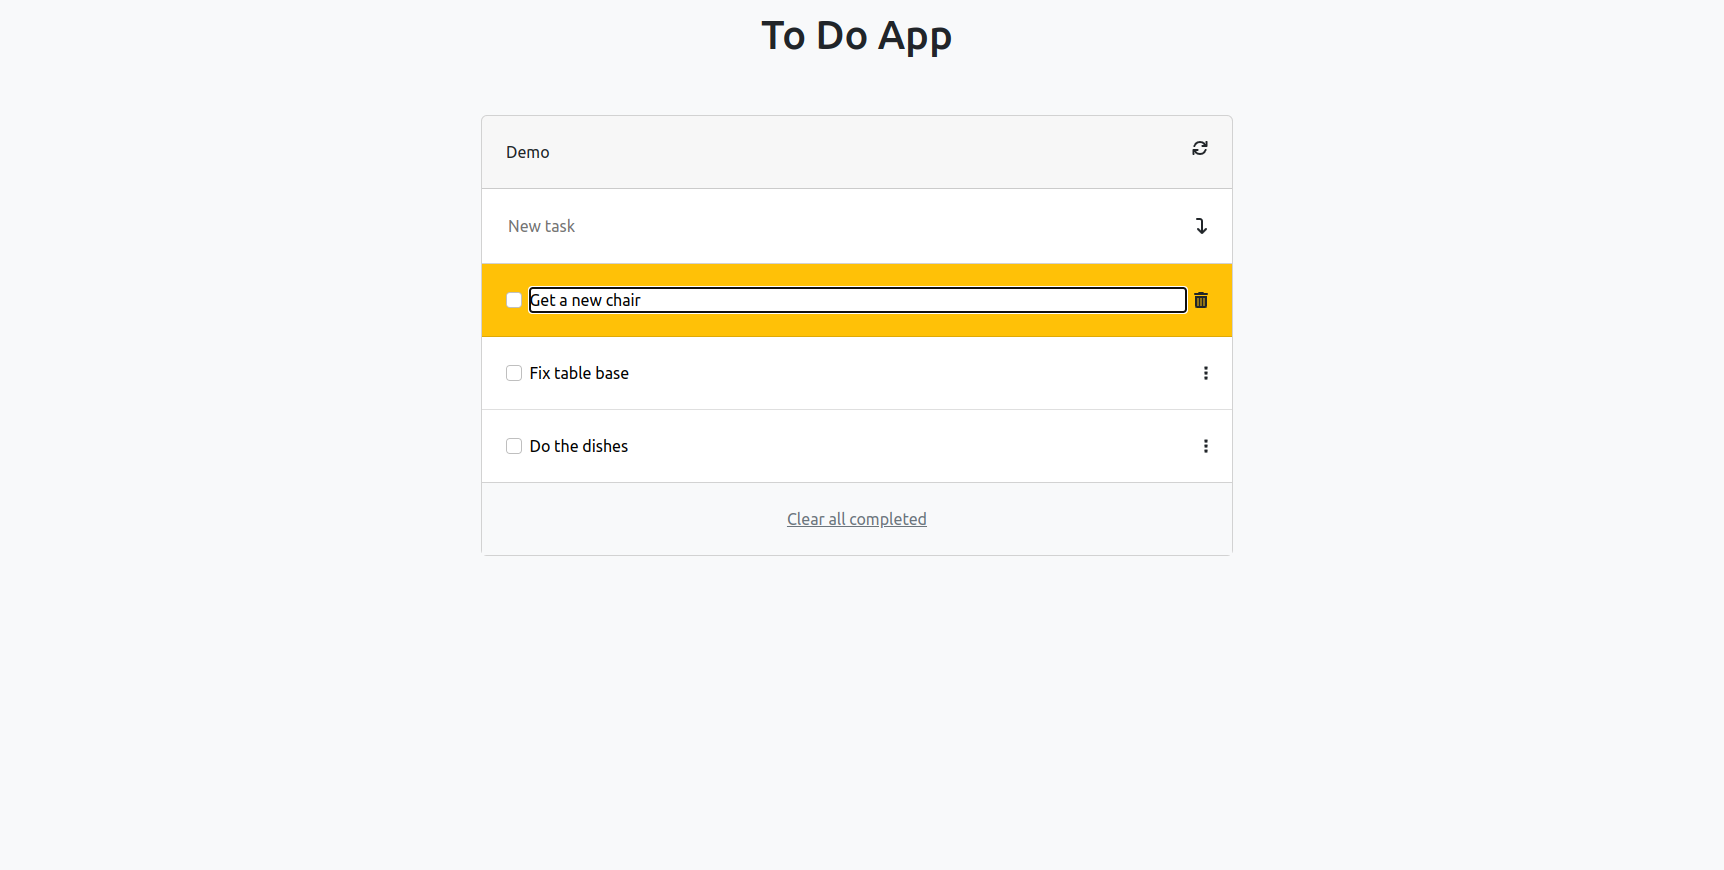 To Do App
Demo
New task
Get a new chair
Fix table base
Do the dishes
Clear all completed